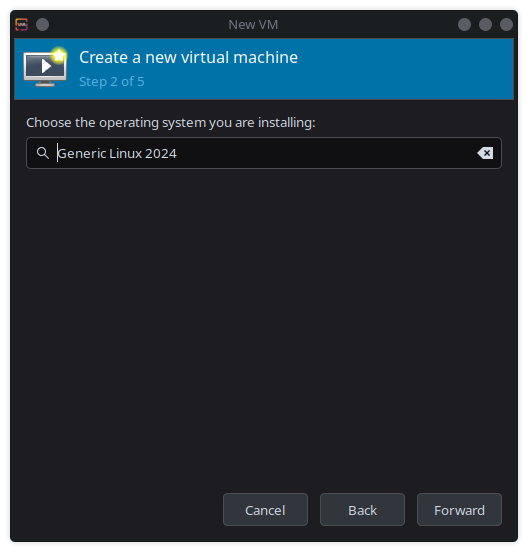 New VM
Create a new virtual machine
Step 2 of 5
Choose the operating system you are installing:
Generic Linux 2024
Cancel
Back
Forward